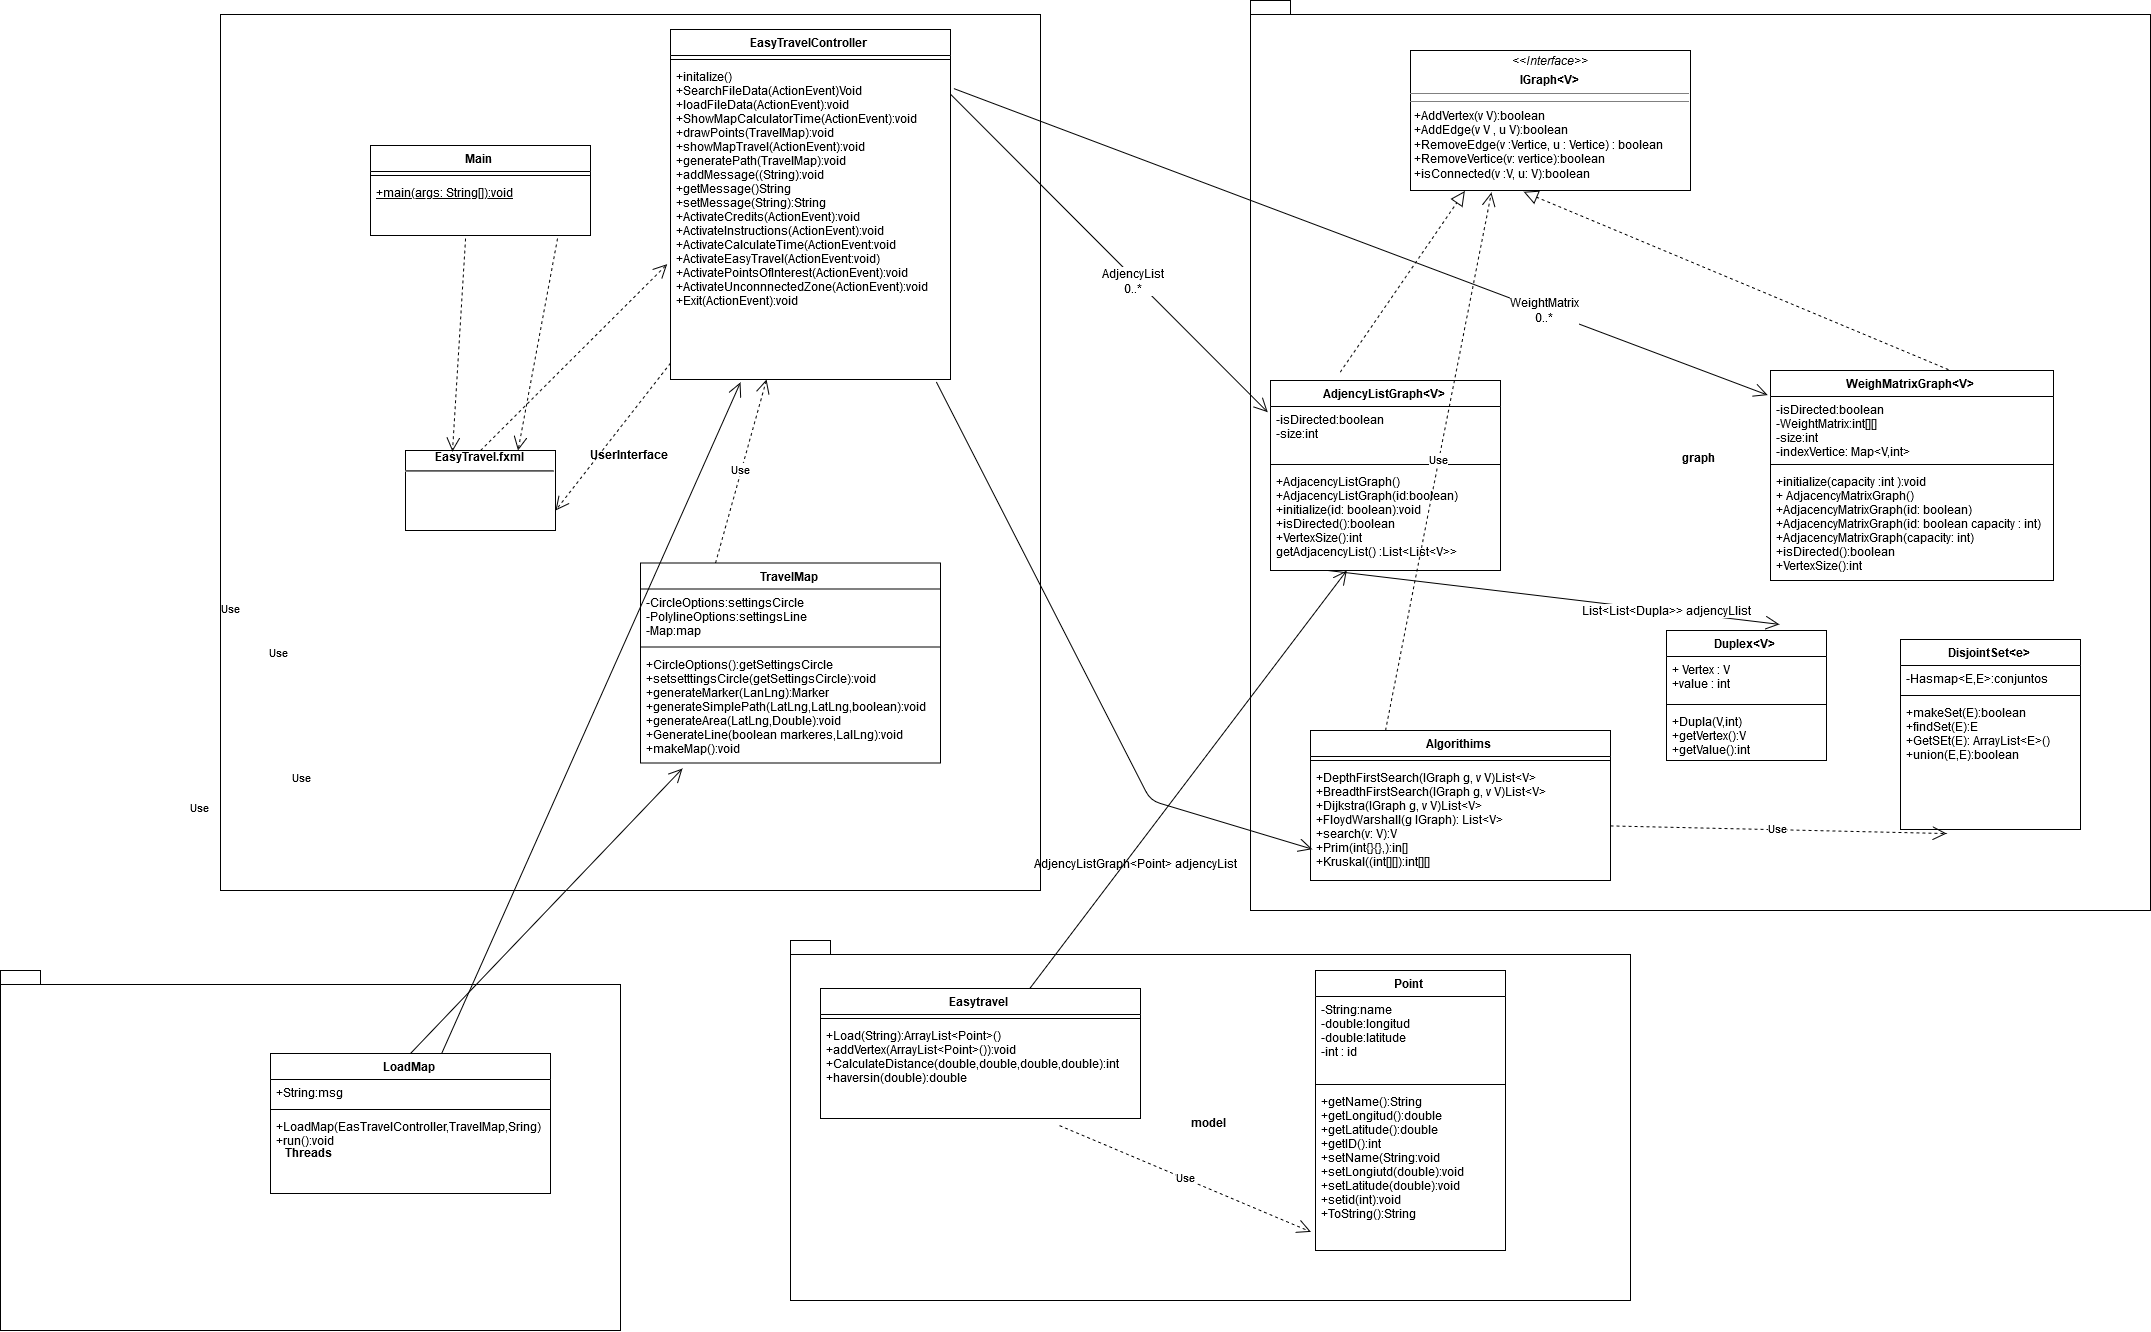 EasyTravelController
+initalize()
+SearchFileData(ActionEvent)Void
+loadFileData(ActionEvent):void
+ShowMapCalculatorTime(ActionEvent):void
+drawPoints(TravelMap):void
+showMapTravel(ActionEvent):void
+generatePath(TravelMap):void
+addMessage((String):void
+getMessage()String
+setMessage(String):String
+ActivateCredits(ActionEvent):void
+ActivateInstructions(ActionEvent):void
+ActivateCalculateTime(ActionEvent:void
+ActivateEasyTravel(ActionEvent:void)
+ActivatePointsOfInterest(ActionEvent):void
+ActivateUnconnnectedZone(ActionEvent):void
+Exit(ActionEvent):void
Main
+main(args: String[]):void
EasyTravel.fxml
UserInterface
Use
TravelMap
-CircleOptions:settingsCircle
-PolylineOptions:settingsLine
-Map:map
+CircleOptions():getSettingsCircle
+setsetttingsCircle(getSettingsCircle):void
+generateMarker(LanLng):Marker
+generateSimplePath(LatLng,LatLng,boolean):void
+generateArea(LatLng,Double):void
+GenerateLine(boolean markeres,LalLng):void
+makeMap():void
Use
Use
Use
Use
AdjencyList
0..*
WeightMatrix
0..*
<<Interface>>
IGraph<V>
+AddVertex(v V):boolean
+AddEdge(v V , u V):boolean
+RemoveEdge(v :Vertice, u : Vertice) : boolean
+RemoveVertice(v: vertice):boolean
+isConnected(v :V, u: V):boolean
AdjencyListGraph<V>
-isDirected:boolean
-size:int
Use
+AdjacencyListGraph()
+AdjacencyListGraph(id:boolean)
+initialize(id: boolean):void
+isDirected():boolean
+VertexSize():int
getAdjacencyList() :List<List<V>>
graph
WeighMatrixGraph<V>
-isDirected:boolean
-WeightMatrix:int[][]
-size:int
-indexVertice: Map<V,int>
+initialize(capacity :int ):void
+ AdjacencyMatrixGraph()
+AdjacencyMatrixGraph(id: boolean)
+AdjacencyMatrixGraph(id: boolean capacity : int)
+AdjacencyMatrixGraph(capacity: int)
+isDirected():boolean
+VertexSize():int
List<List<Dupla>> adjencyLlist
Duplex<V>
+ Vertex : V
+value : int
+Dupla(V,int)
+getVertex():V
+getValue():int
DisjointSet<e>
-Hasmap<E,E>:conjuntos
+makeSet(E):boolean
+findSet(E):E
+GetSEt(E): ArrayList<E>()
+union(E,E):boolean
Algorithims
+DepthFirstSearch(IGraph g, v V)List<V>
+BreadthFirstSearch(IGraph g, v V)List<V>
+Dijkstra(IGraph g, v V)List<V>
+FloydWarshall(g IGraph): List<V>
+search(v: V):V
+Prim(int{}{},):in[]
+Kruskal((int[][]):int[][]
Use
AdjencyListGraph<Point> adjencyList
LoadMap
+String:msg
+LoadMap(EasTravelController,TravelMap,Sring)
+run():void
Threads
Easytravel
+Load(String):ArrayList<Point>()
+addVertex(ArrayList<Point>()):void
+CalculateDistance(double,double,double,double):int
+haversin(double):double
model
Use
Point
-String:name
-double:longitud
-double:latitude
-int : id
+getName():String
+getLongitud():double
+getLatitude():double
+getID():int
+setName(String:void
+setLongiutd(double):void
+setLatitude(double):void
+setid(int):void
+ToString():String